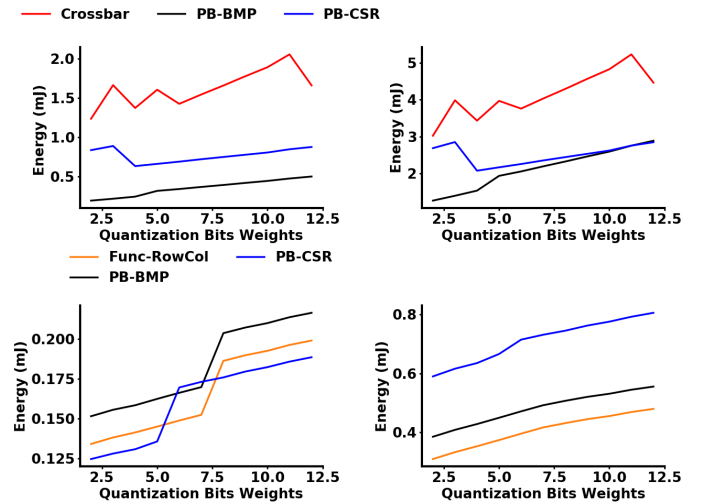 Crossbar PB-BMP PB-CSR
2.0
1.5
1.0
0.5
Energy (mJ)
2.5 5.0 7.5 10.0 12.5
Quantization Bits Weights
5
4
3
2
Energy (mJ)
2.5 5.0 7.5 10.0 12.5
Quantization Bits Weights
Func-RowCol PB-CSR
PB-BMP
0.200
0.175
0.150
0.125
Energy (mJ)
2.5 5.0 7.5 10.0 12.5
Quantization Bits Weights
0.8
0.6
0.4
Energy (mJ)
2.5 5.0 7.5 10.0 12.5
Quantization Bits Weights